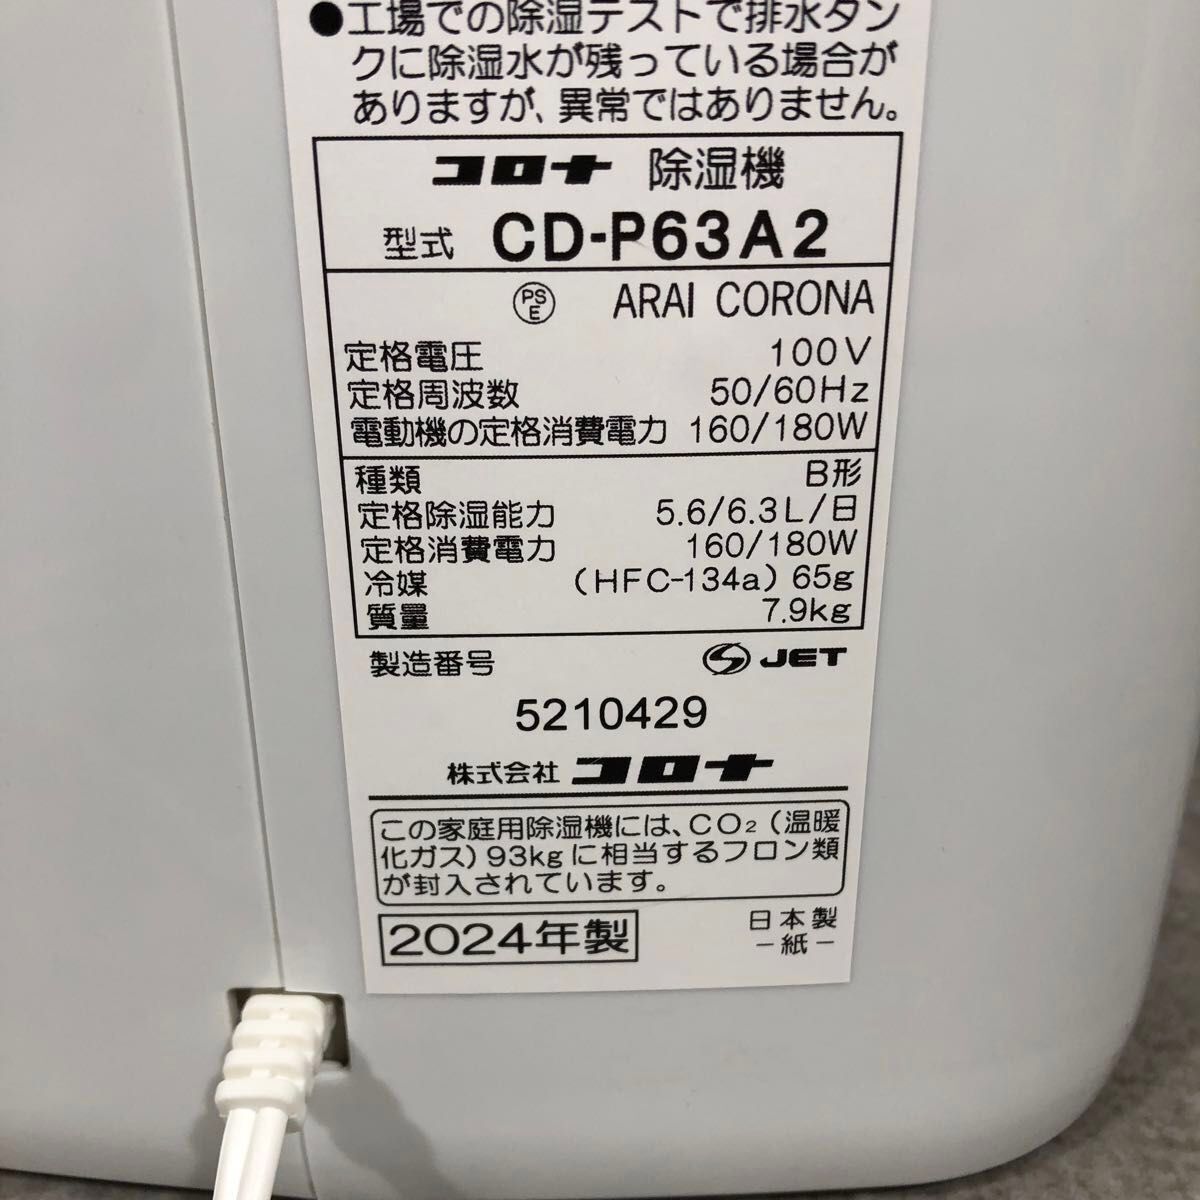 ●工場での除湿テストで排水タン
クに除湿水が残っている場合が
ありますが、異常ではありません。
コロナ 除湿機
型式 CD-P63A2
PSE ARAI CORONA
定格電圧 100V
定格周波数 50/60Hz
電動機の定格消費電力 160/180W
種類 B形
定格除湿能力 5.6/6.3L/日
定格消費電力 160/180W
冷媒 (HFC-134a) 65g
質量 7.9kg
製造番号 JET
5210429
株式会社 コロナ
この家庭用除湿機には、CO₂(温暖
化ガス)93kgに相当するフロン類
が封入されています。
2024年製 日本製
-紙-